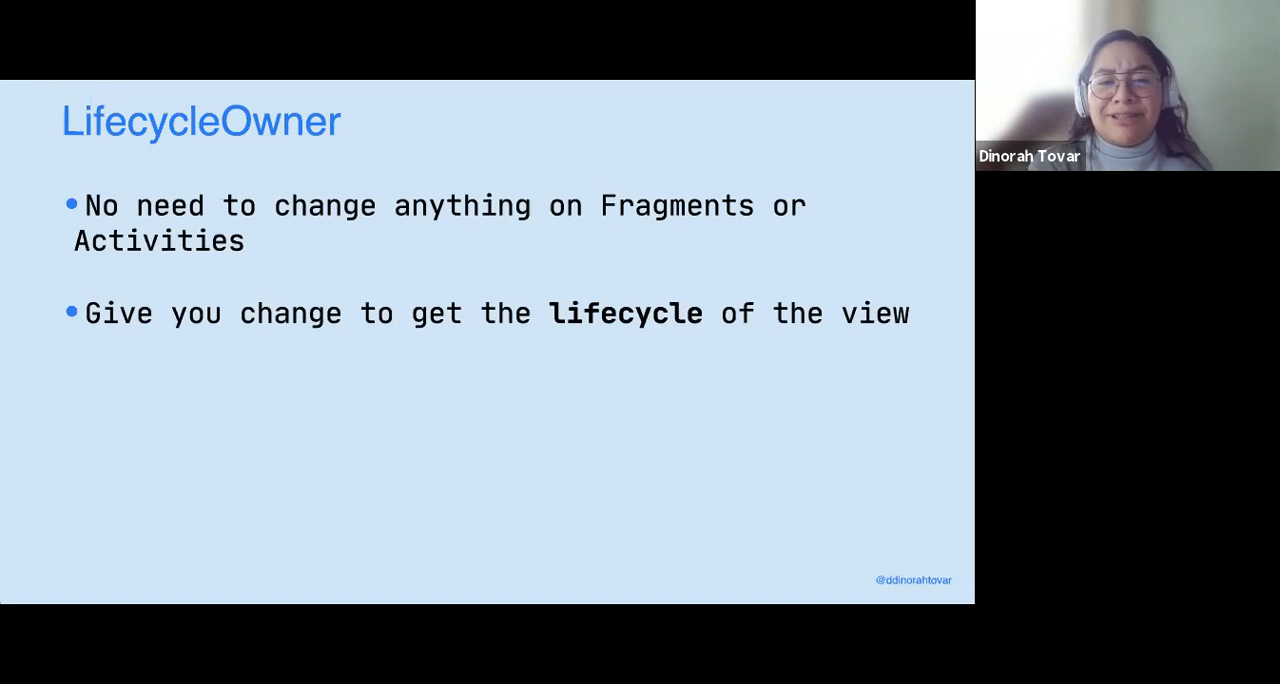 LifecycleOwner
• No need to change anything on Fragments or
Activities
• Give you change to get the lifecycle of the view
@ddinorahtovar
Dinorah Tovar